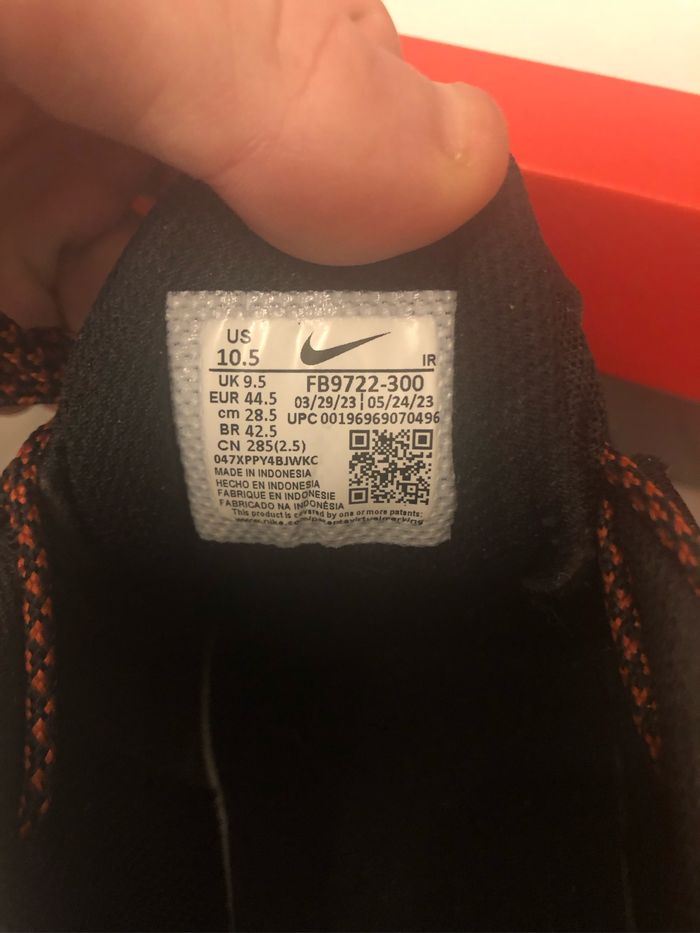 US
10.5
IR
UK 9.5
EUR 44.5
cm 28.5
BR 42.5
CN 285(2.5)
FB9722-300
03/29/23 | 05/24/23
UPC 00196969070496
047XPPY4BJWKC
MADE IN INDONESIA
HECHO EN INDONESIA
FABRIQUE EN INDONESIE
FABRICADO NA INDONÉSIA
This product is covered by one or more patents: